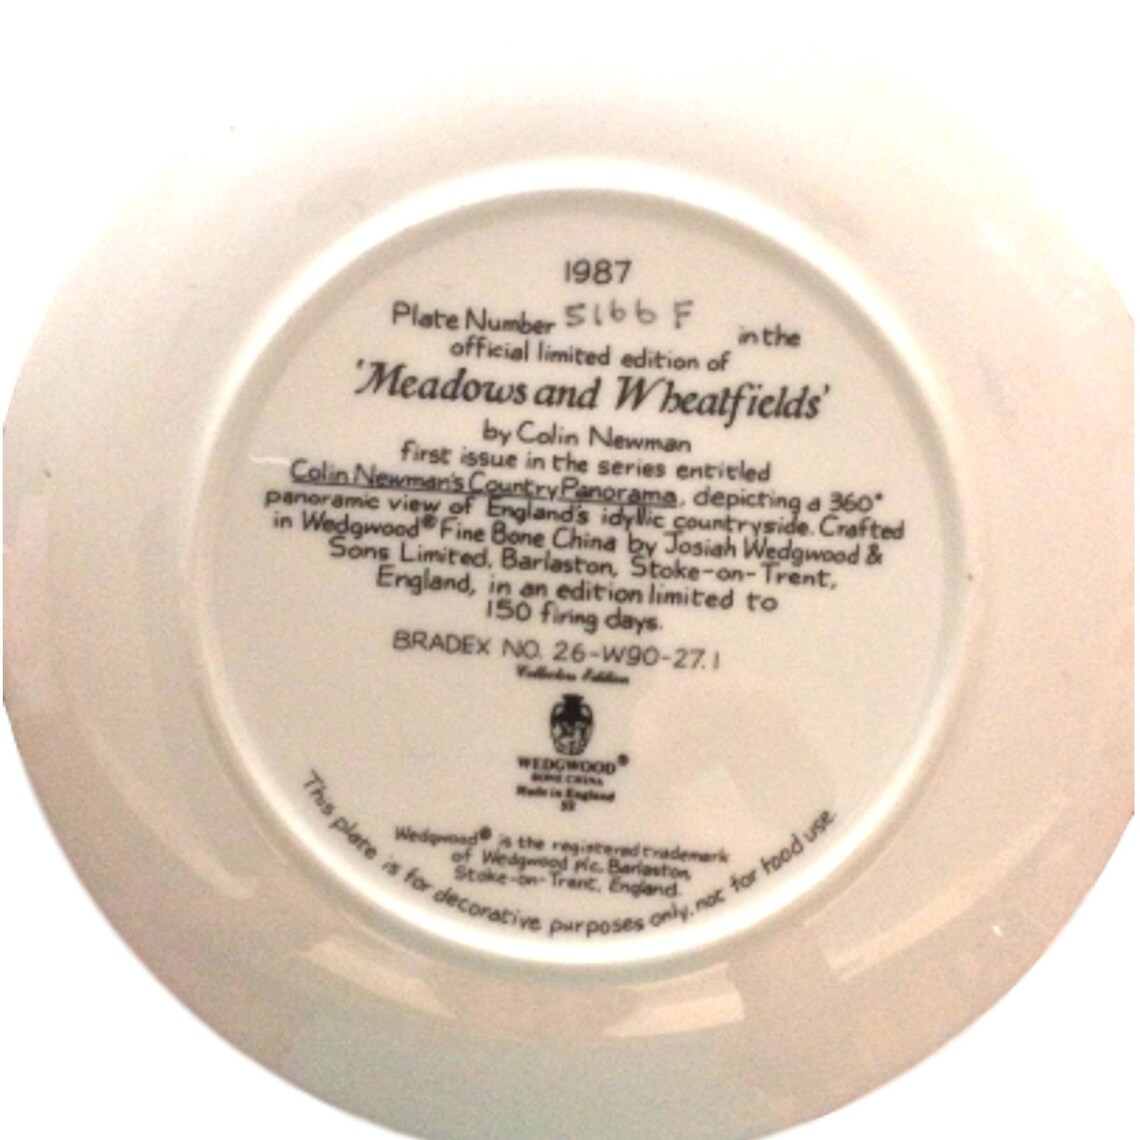 1987
Plate Number 5166 F in the
official limited edition of
'Meadows and Wheatfields'
by Colin Newman
first issue in the series entitled
Colin Newman's Country Panorama, depicting a 360°
panoramic view of England's idyllic countryside. Crafted
in Wedgwood® Fine Bone China by Josiah Wedgwood &
Sons Limited, Barlaston, Stoke-on-Trent,
England, in an edition limited to
150 firing days.
BRADEX NO. 26-W90-27.1
Collectors Edition
WEDGWOOD®
BONE CHINA
Made in England
Wedgwood® is the registered trademark
of Wedgwood plc, Barlaston,
Stoke-on-Trent, England.
This plate is for decorative purposes only, not for food use